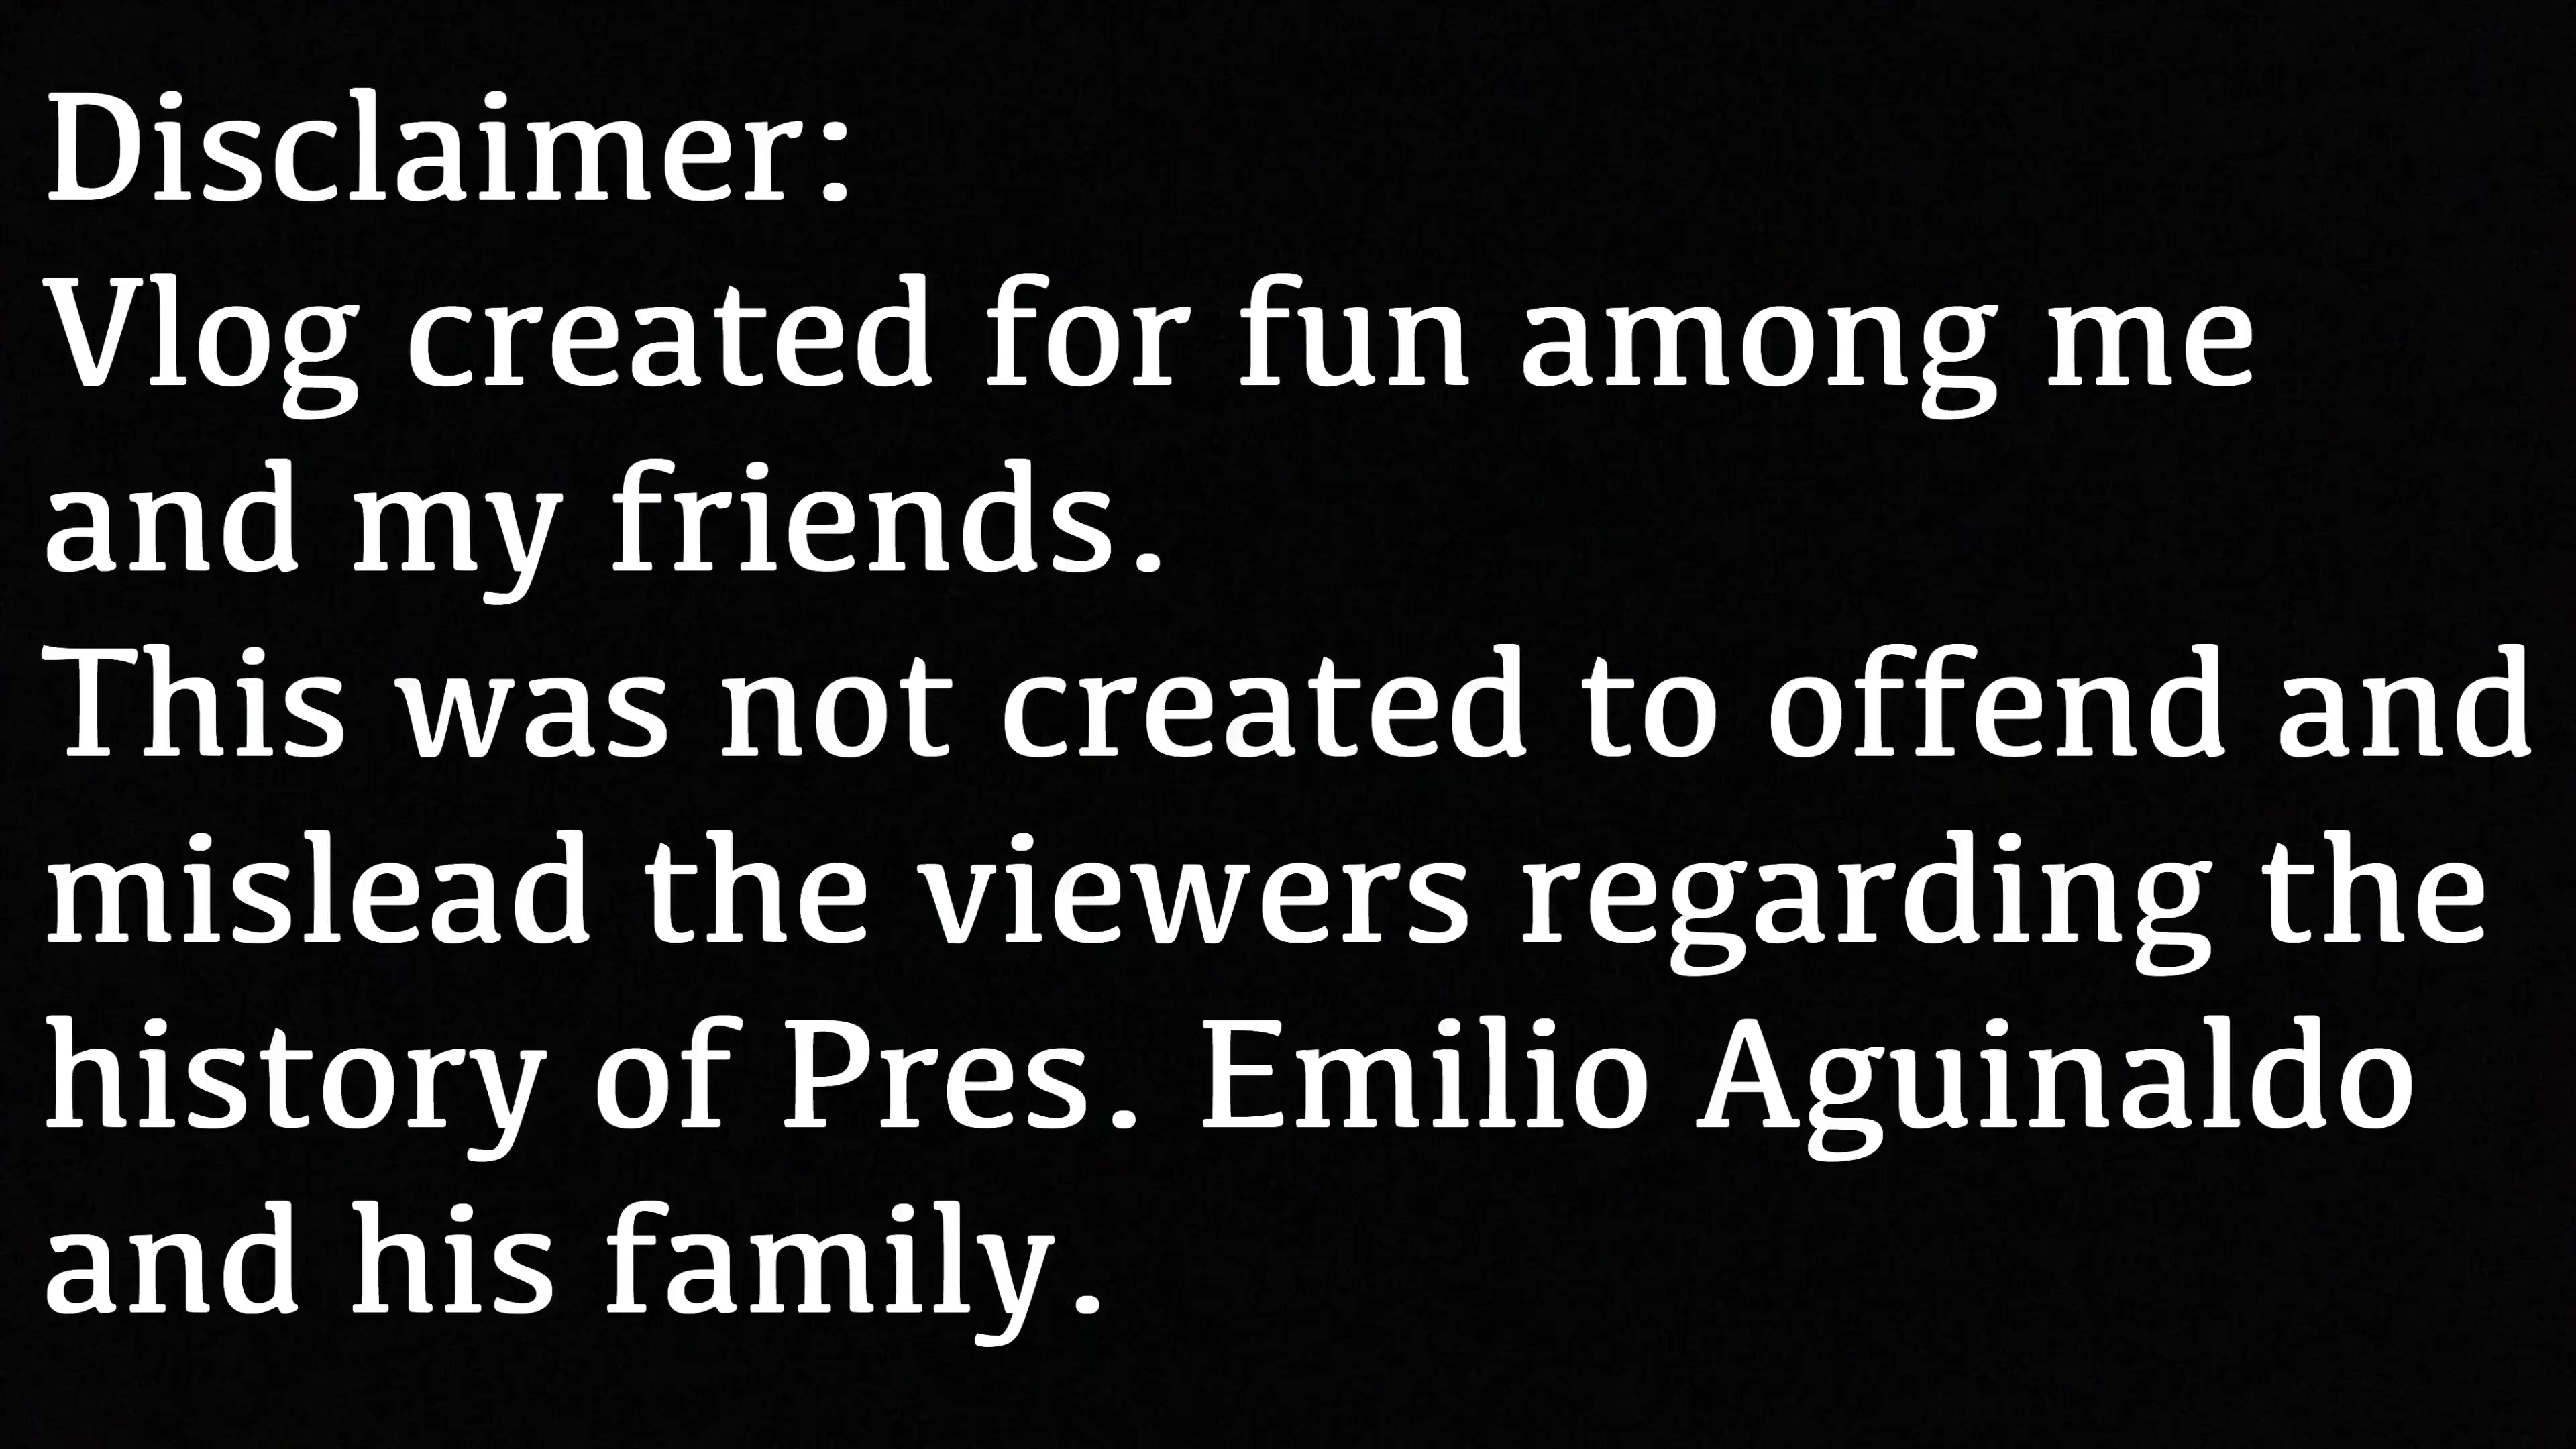 Disclaimer:
Vlog created for fun among me
and my friends.
This was not created to offend and
mislead the viewers regarding the
history of Pres. Emilio Aguinaldo
and his family.